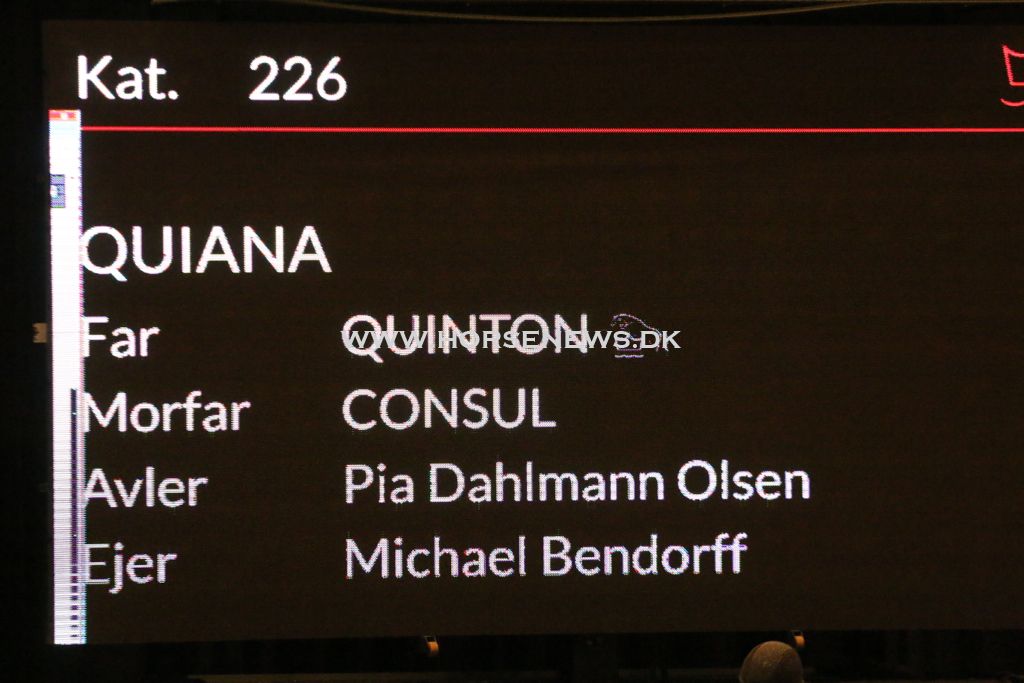 Kat. 226
QUIANA
Far QUINTON
WWW.HORSENEWS.DK
Morfar CONSUL
Avler Pia Dahlmann Olsen
Ejer Michael Bendorff